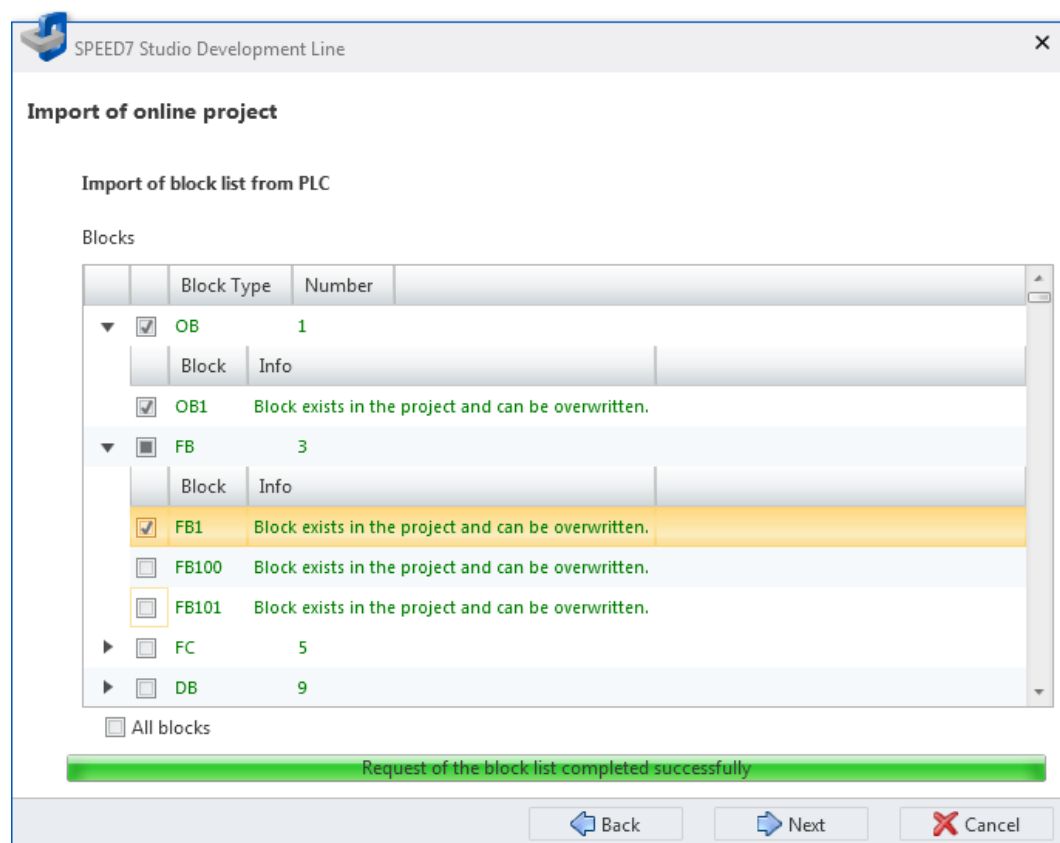 SPEED7 Studio Development Line
Import of online project
Import of block list from PLC
Blocks
Block Type Number
OB 1
Block Info
OB1 Block exists in the project and can be overwritten.
FB 3
Block Info
FB1 Block exists in the project and can be overwritten.
FB100 Block exists in the project and can be overwritten.
FB101 Block exists in the project and can be overwritten.
FC 5
DB 9
All blocks
Request of the block list completed successfully
Back Next Cancel